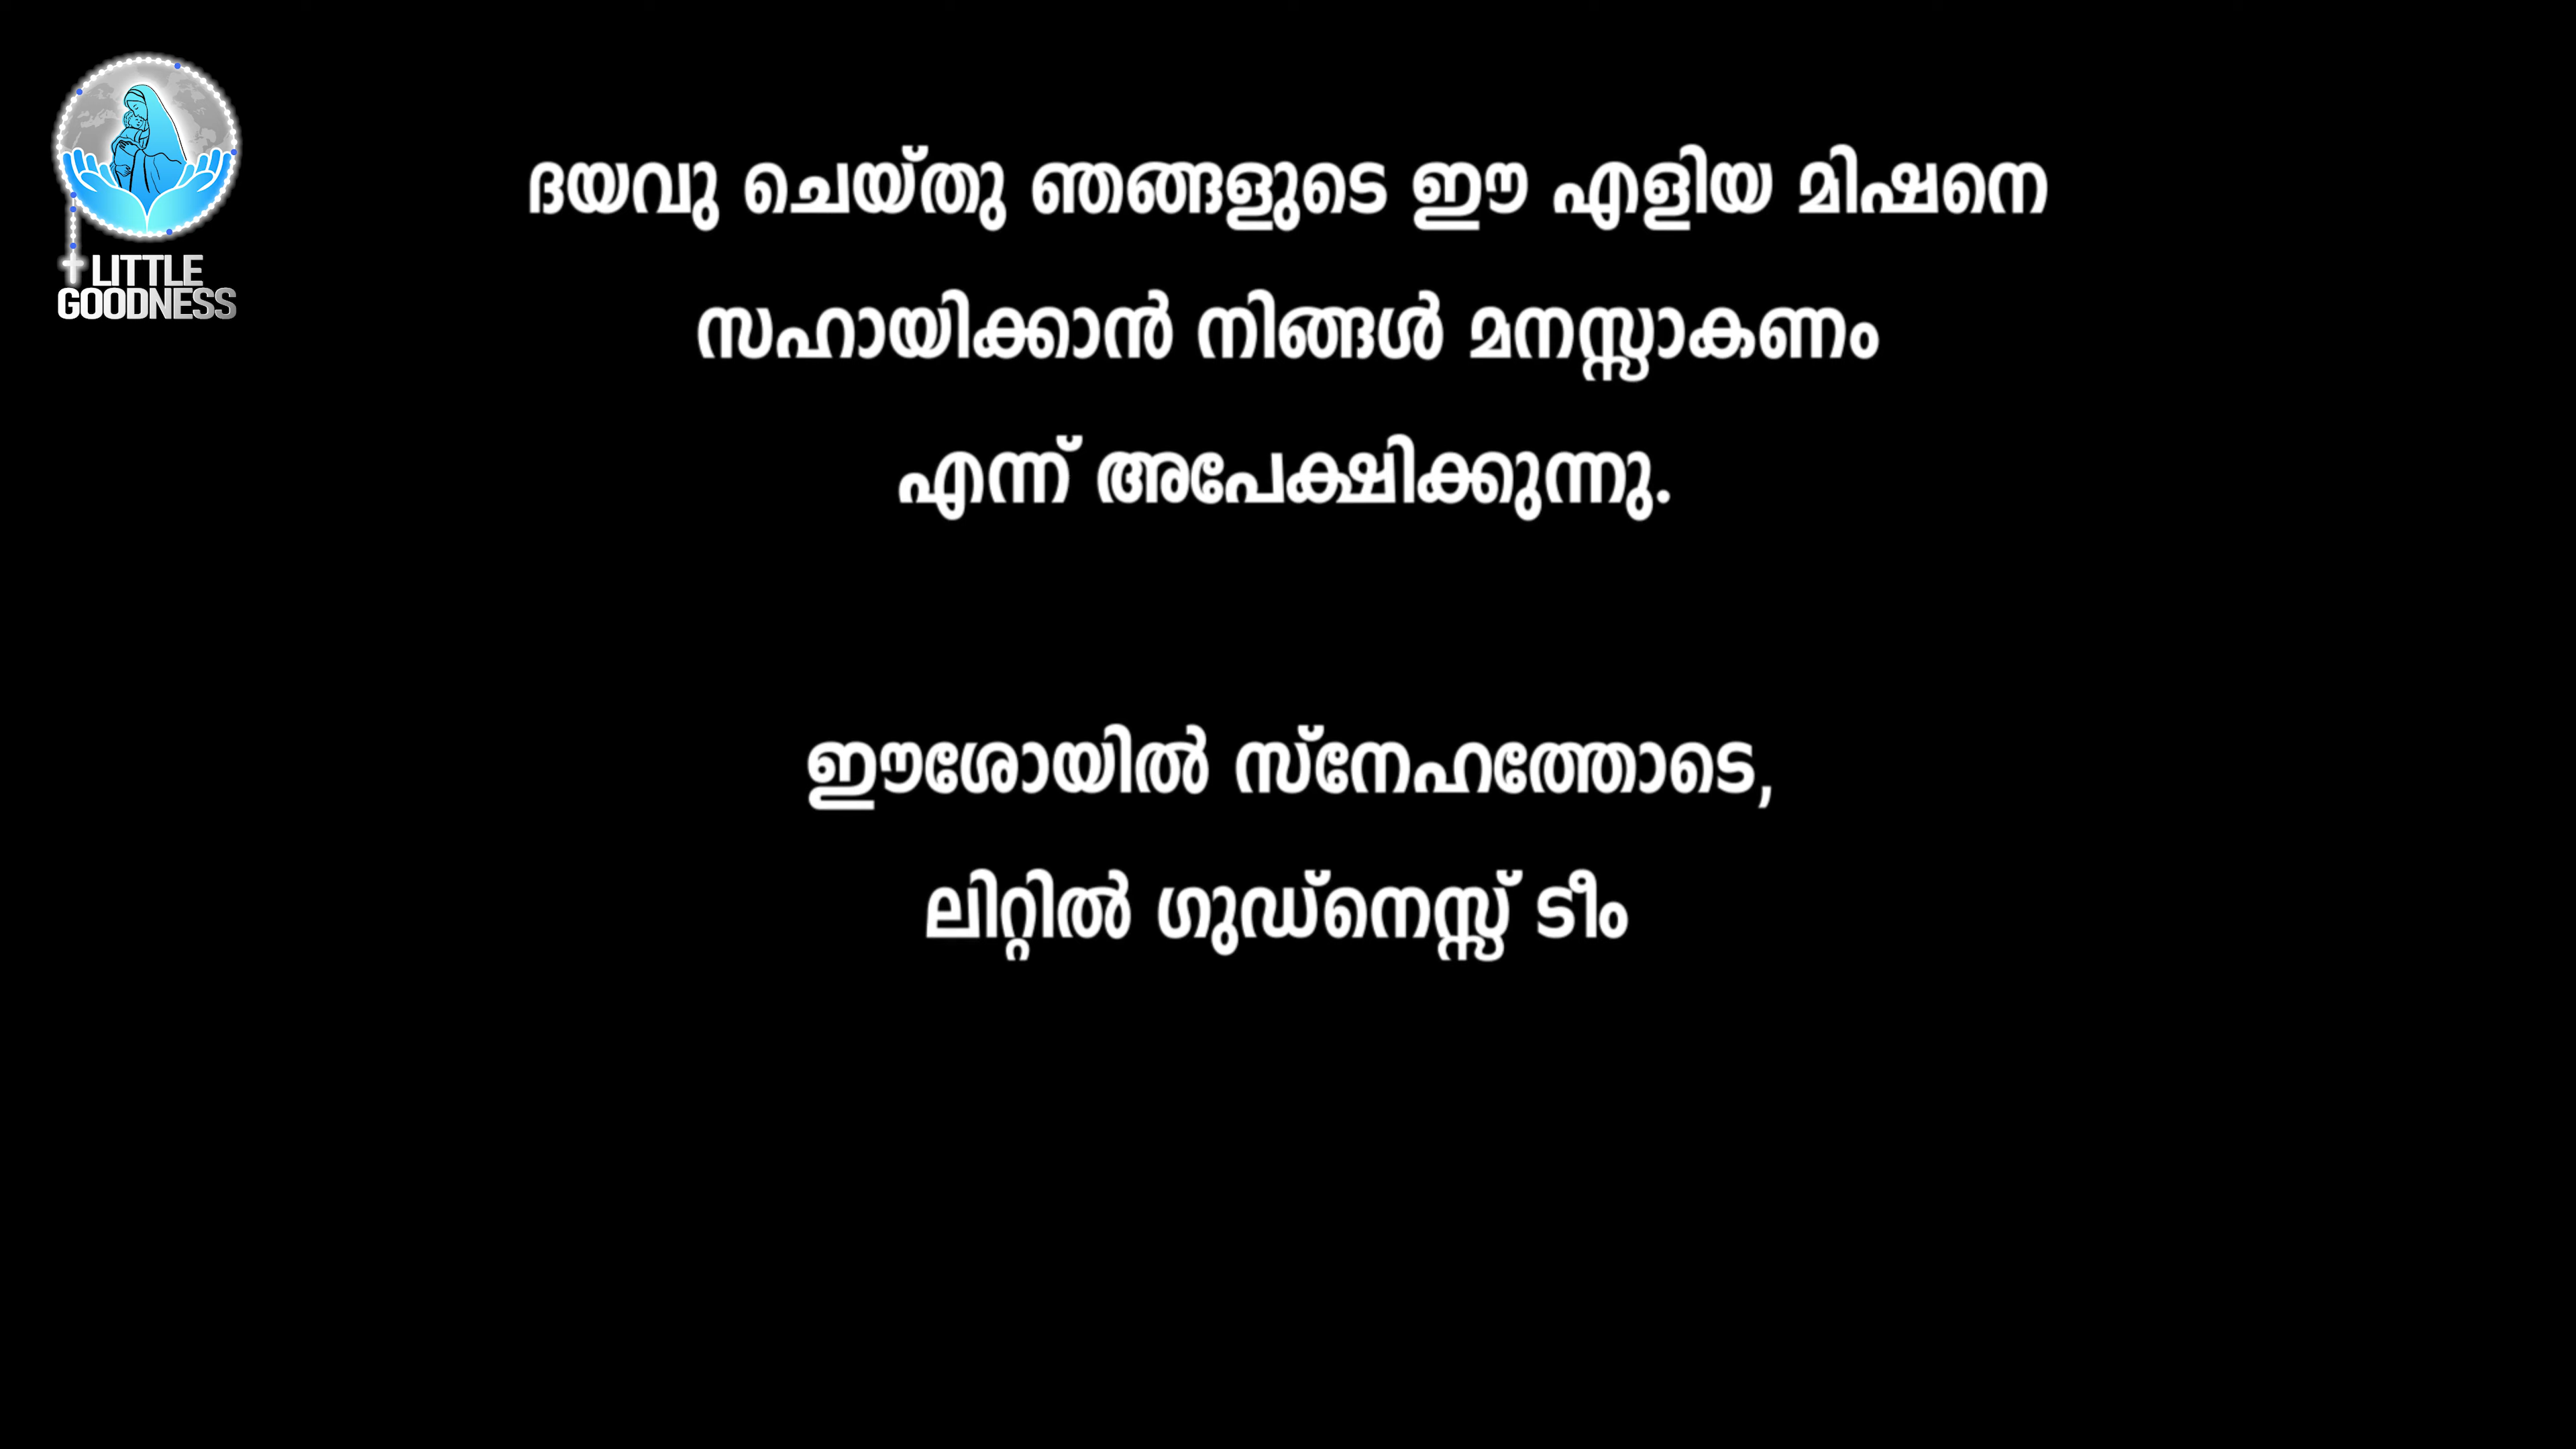 LITTLE
GOODNESS
ദയവു ചെയ്തു ഞങ്ങളുടെ ഈ എളിയ മിഷനെ
സഹായിക്കാൻ നിങ്ങൾ മനസ്സാകണം
എന്ന് അപേക്ഷിക്കുന്നു.
ഈശോയിൽ സ്നേഹത്തോടെ,
ലിറ്റിൽ ഗുഡ്നെസ്സ് ടീം